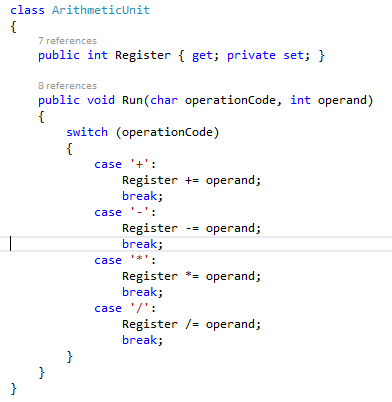 class ArithmeticUnit
{
7 references
public int Register { get; private set; }
8 references
public void Run(char operationCode, int operand)
{
switch (operationCode)
{
case '+':
Register += operand;
break;
case '-':
Register -= operand;
break;
case '*':
Register *= operand;
break;
case '/':
Register /= operand;
break;
}
}
}